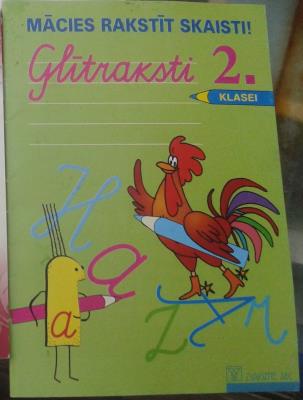 MĀCIES RAKSTĪT SKAISTI!
Glītraksti 2.
KLASEI
H
a
a
z
r